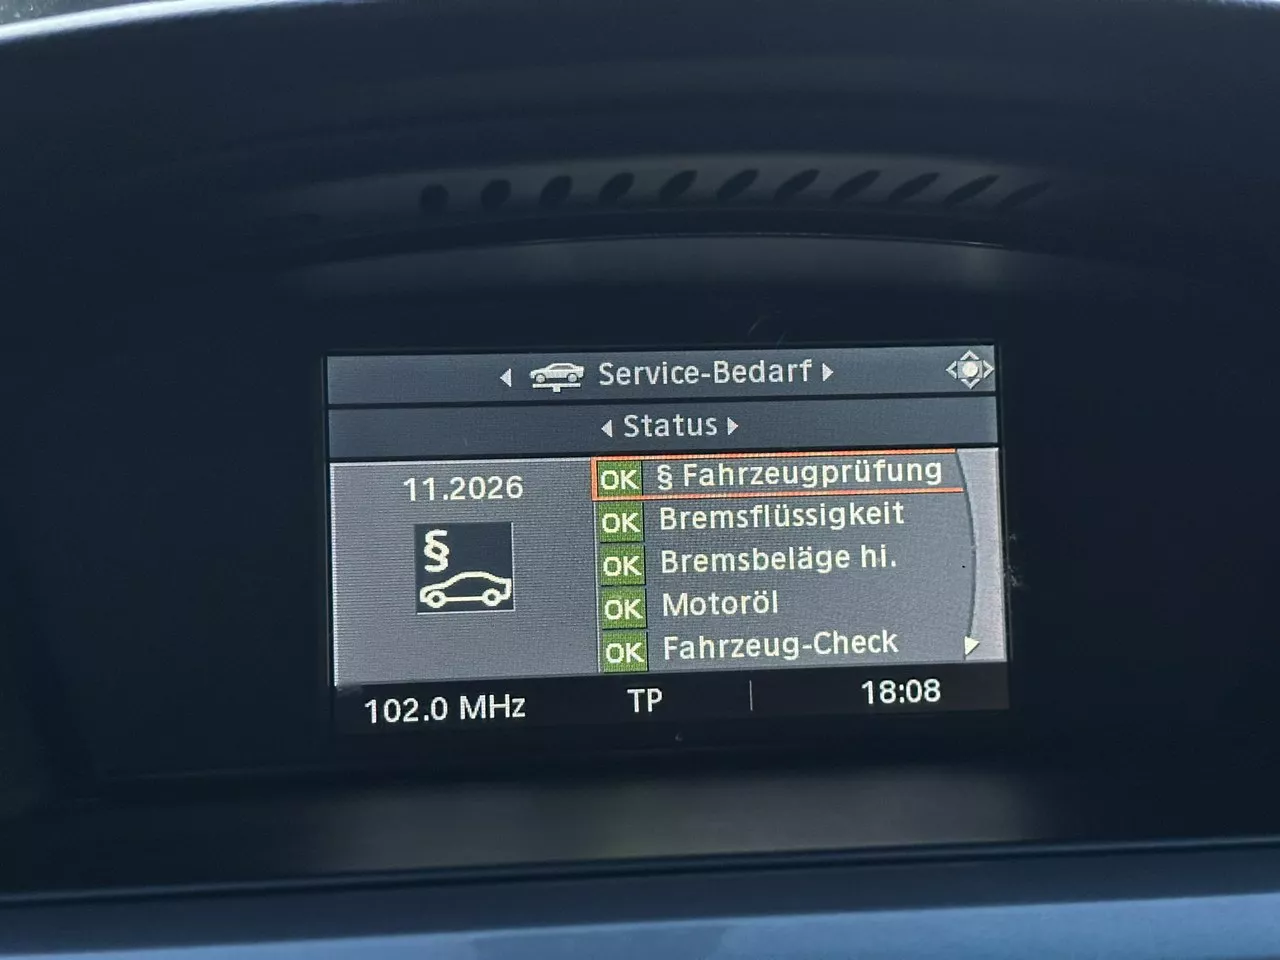 Service-Bedarf
Status
11.2026
§
OK § Fahrzeugprüfung
OK Bremsflüssigkeit
OK Bremsbeläge hi.
OK Motoröl
OK Fahrzeug-Check
102.0 MHz TP 18:08